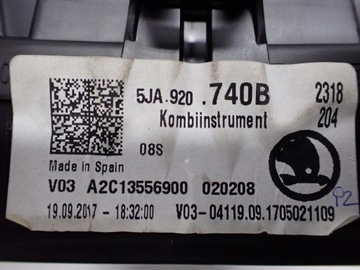 5JA.920 .740B 2318
Kombiinstrument 204
08S
Made in Spain
V03 A2C13556900 020208
19.09.2017 - 18:32:00 V03-04119.09.1705021109